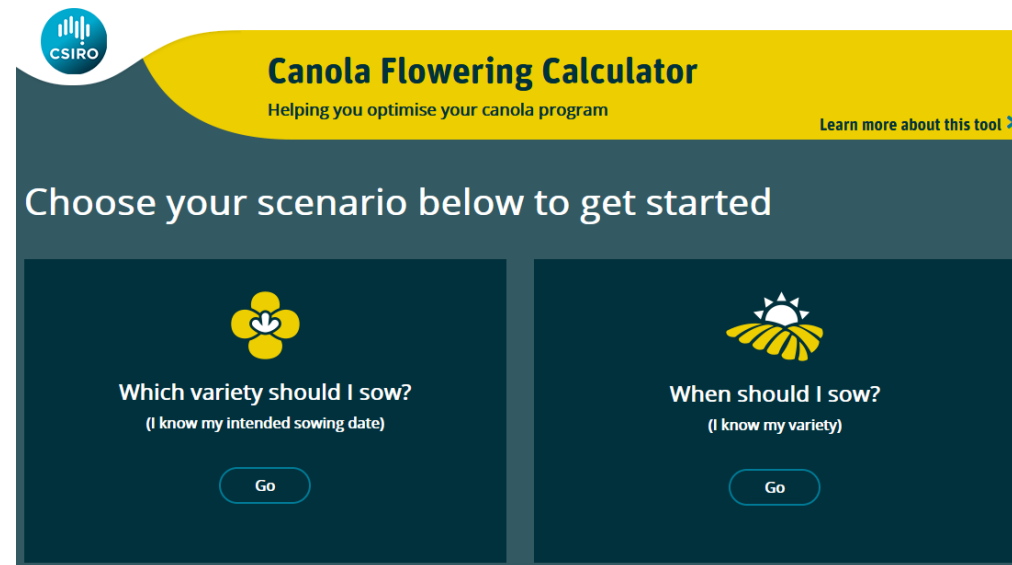 CSIRO
Canola Flowering Calculator
Helping you optimise your canola program
Learn more about this tool
Choose your scenario below to get started
Which variety should I sow?
(I know my intended sowing date)
Go
When should I sow?
(I know my variety)
Go